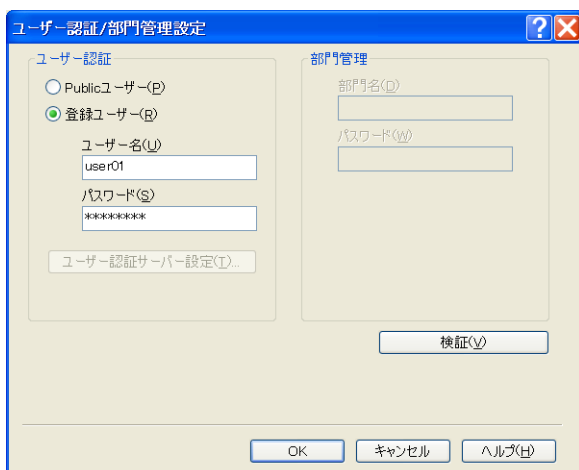 ユーザー認証/部門管理設定
ユーザー認証
Publicユーザー(P)
登録ユーザー(R)
ユーザー名(U)
user01
パスワード(S)
*********
ユーザー認証サーバー設定(T)...
部門管理
部門名(D)
パスワード(W)
検証(V)
OK
キャンセル
ヘルプ(H)